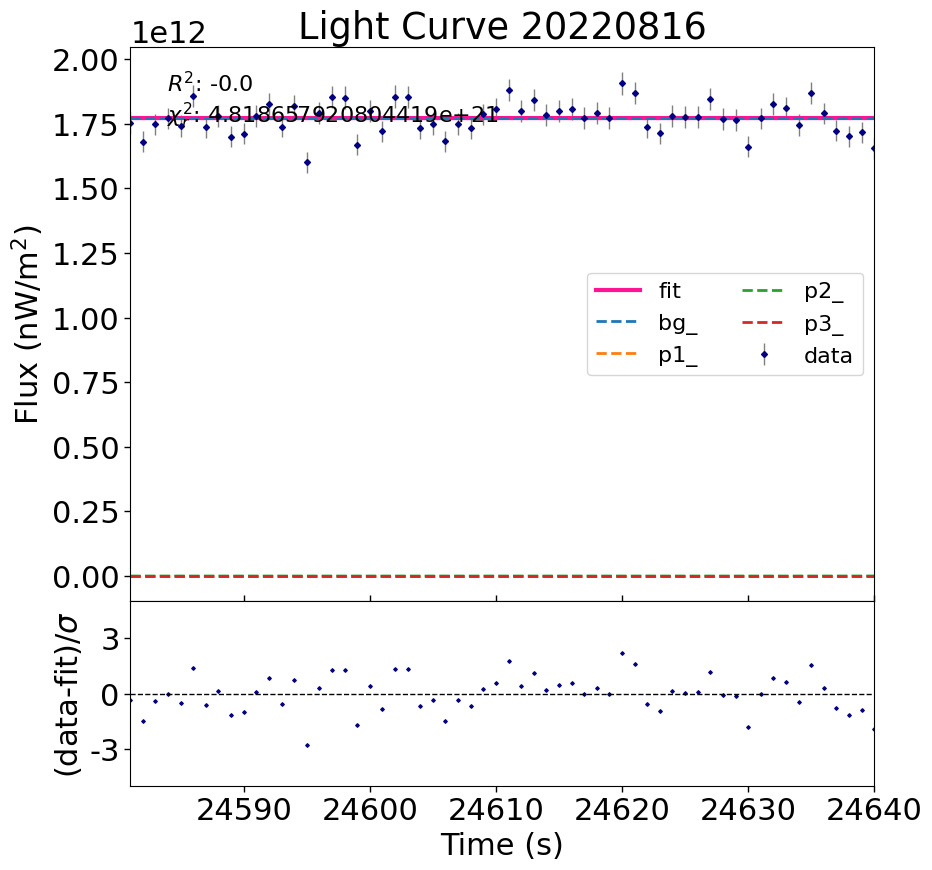 Light Curve 20220816
1e12
R²: -0.0
χ²: 4.818657920804419e+21
2.00
1.75
1.50
1.25
1.00
0.75
0.50
0.25
0.00
Flux (nW/m²)
fit
bg_
p1_
p2_
p3_
data
3
0
-3
(data-fit)/σ
24590 24600 24610 24620 24630 24640
Time (s)